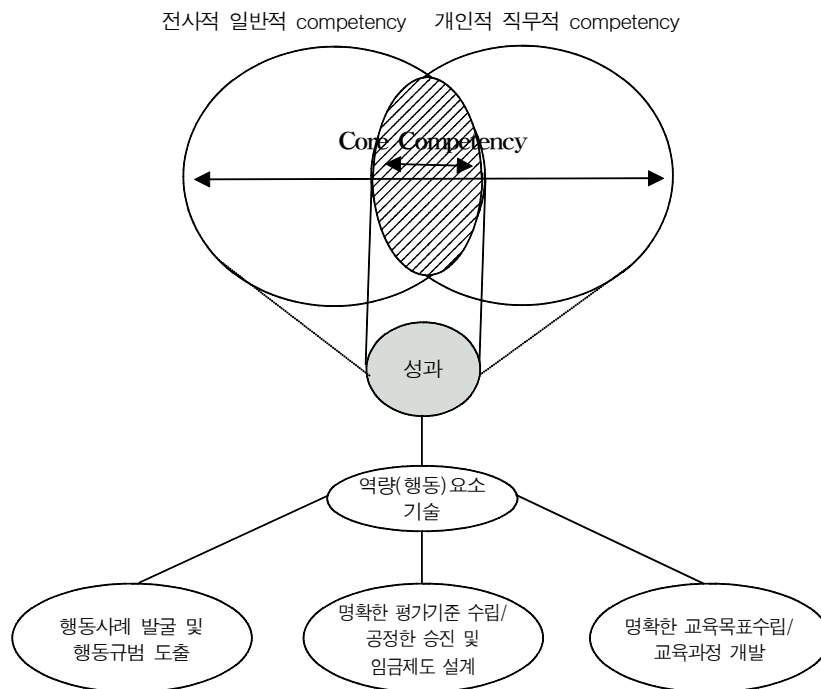 전사적 일반적 competency 개인적 직무적 competency
Core Competency
성과
역량(행동)요소
기술
행동사례 발굴 및
행동규범 도출
명확한 평가기준 수립/
공정한 승진 및
임금제도 설계
명확한 교육목표수립/
교육과정 개발